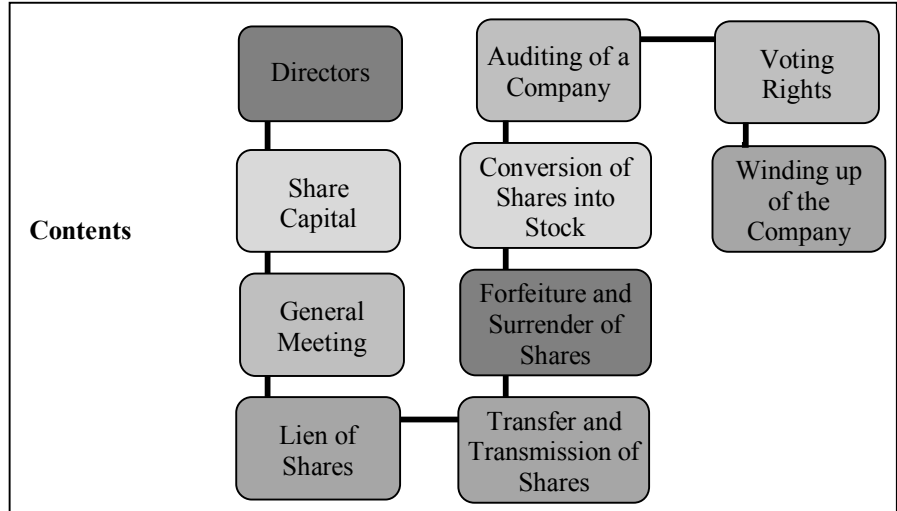 Contents
Directors
Share
Capital
General
Meeting
Lien of
Shares
Transfer and
Transmission of
Shares
Forfeiture and
Surrender of
Shares
Conversion of
Shares into
Stock
Auditing of a
Company
Voting
Rights
Winding up
of the
Company